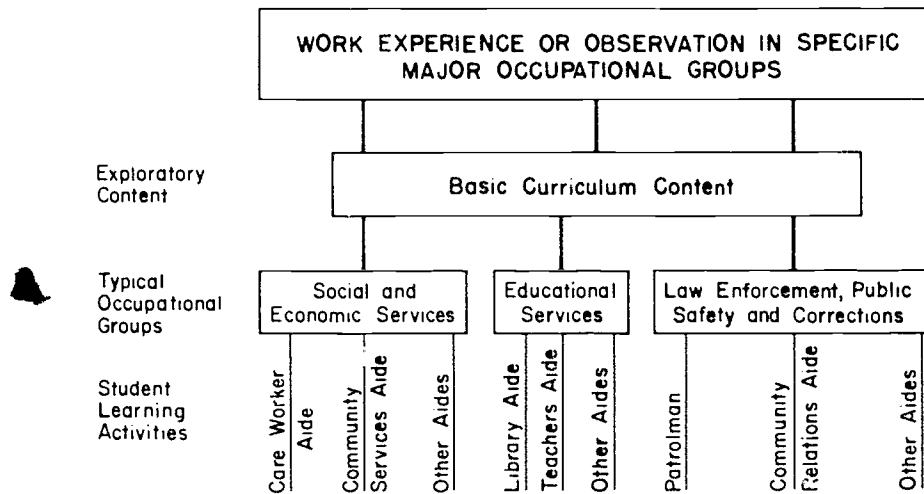 WORK EXPERIENCE OR OBSERVATION IN SPECIFIC
MAJOR OCCUPATIONAL GROUPS
Exploratory
Content
Basic Curriculum Content
Typical
Occupational
Groups
Social and
Economic Services
Educational
Services
Law Enforcement, Public
Safety and Corrections
Student
Learning
Activities
Care Worker
Aide
Community
Services Aide
Other Aides
Library Aide
Teachers Aide
Other Aides
Patrolman
Community
Relations Aide
Other Aides